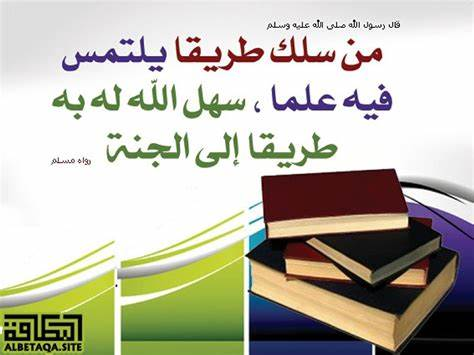 قال رسول الله صلى الله عليه وسلم
من سلك طريقا يلتمس
فيه علما ، سهل الله له به
طريقا إلى الجنة
رواه مسلم
البطاقة
ALBETAQA.SITE